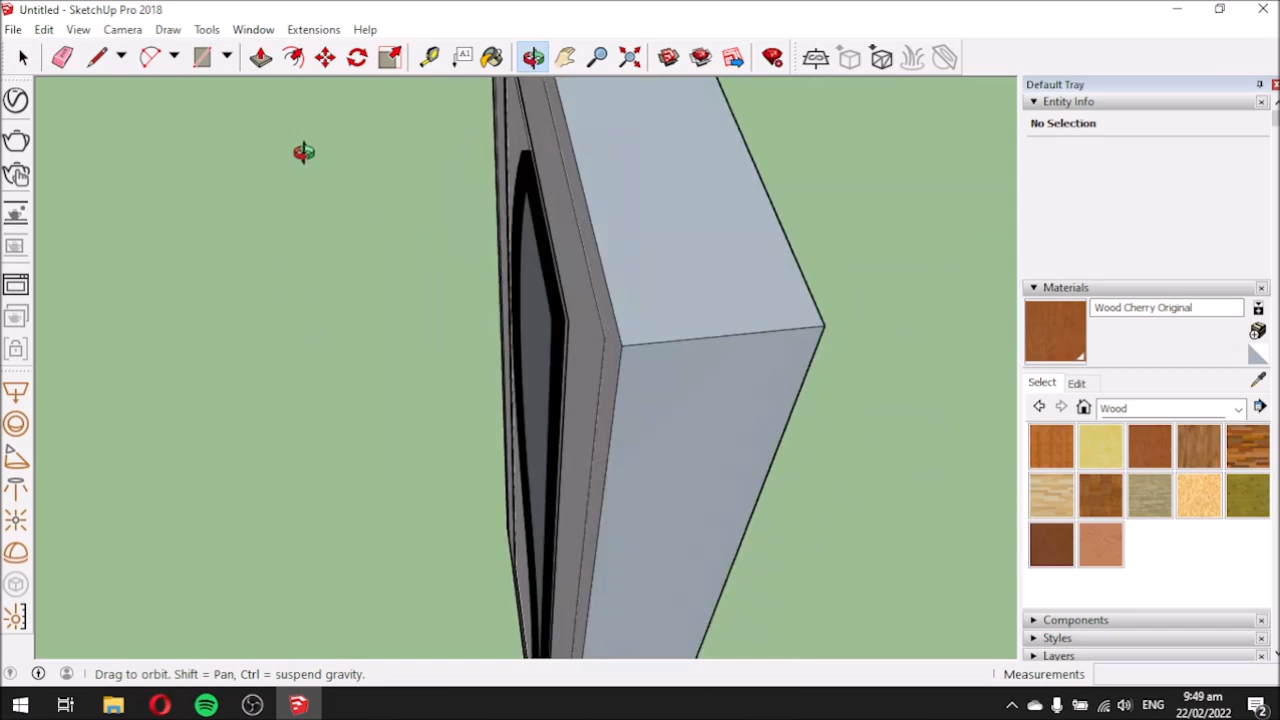 Untitled - SketchUp Pro 2018
File Edit View Camera Draw Tools Window Extensions Help
A1
Default Tray
Entity Info
No Selection
Materials
Wood Cherry Original
Select Edit
Wood
Components
Styles
Layers
Drag to orbit. Shift = Pan, Ctrl = suspend gravity.
Measurements
ENG
9:49 am
22/02/2022
2